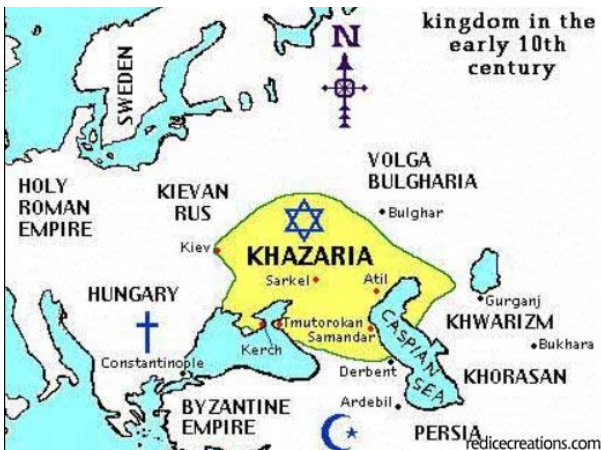 kingdom in the
early 10th
century
N
SWEDEN
VOLGA
BULGHARIA
HOLY
ROMAN
EMPIRE
KIEVAN
RUS
Bulghar
Kiev
KHAZARIA
Sarkel
Atil
HUNGARY
Gurganj
Tmutorokan
Samandar
CASPIAN
SEA
KHWARIZM
Kerch
Bukhara
Constantinople
Derbent
KHORASAN
Ardebil
BYZANTINE
EMPIRE
PERSIA
redicecreations.com